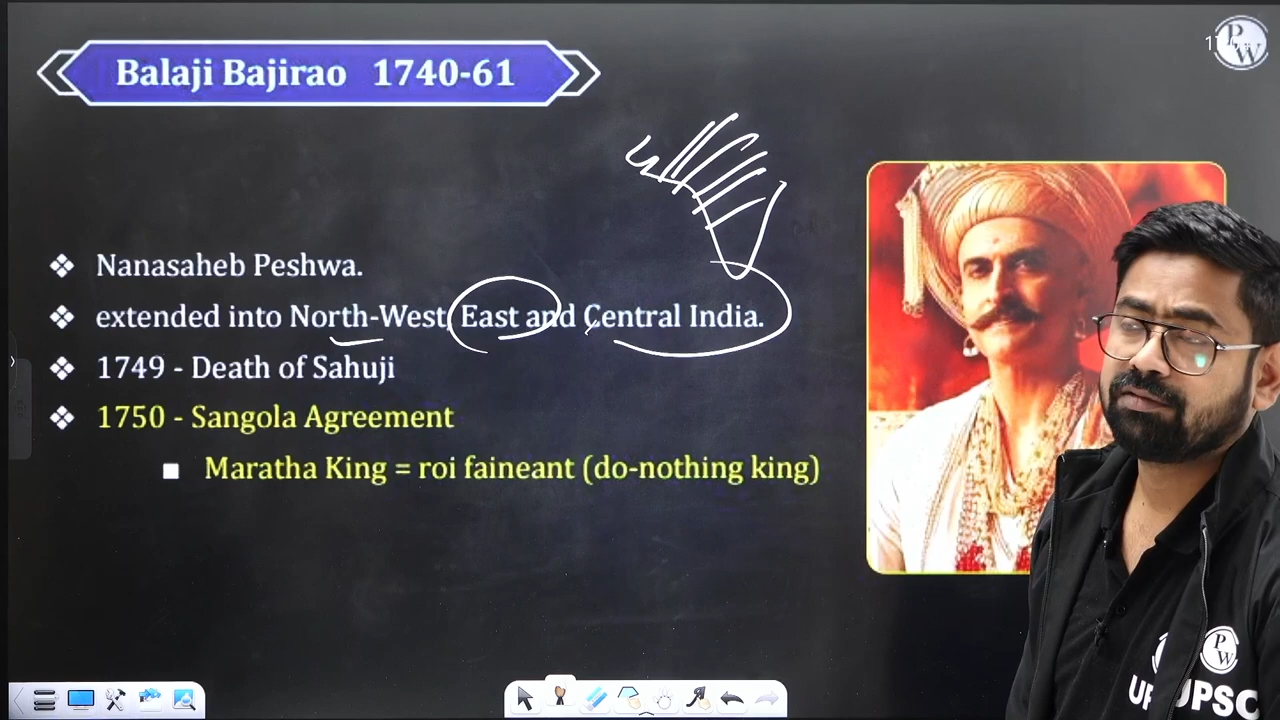 Balaji Bajirao 1740-61
P
W
Nanasaheb Peshwa.
extended into North-West, East and Central India.
1749 - Death of Sahuji
1750 - Sangola Agreement
Maratha King = roi faineant (do-nothing king)
P
W
UPSC